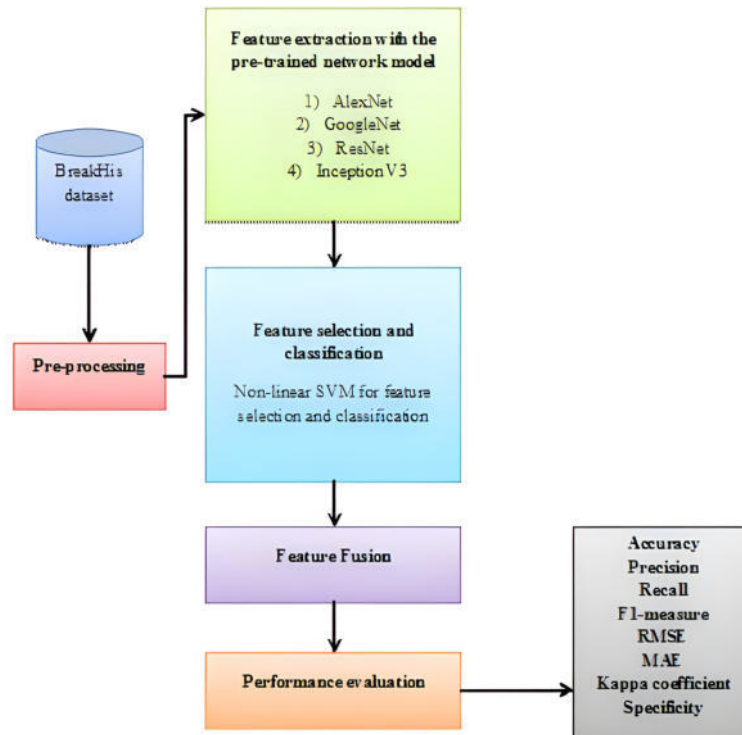 BreakHis
dataset
Pre-processing
Feature extraction with the
pre-trained network model
1) AlexNet
2) GoogleNet
3) ResNet
4) Inception V3
Feature selection and
classification
Non-linear SVM for feature
selection and classification
Feature Fusion
Performance evaluation
Accuracy
Precision
Recall
F1-measure
RMSE
MAE
Kappa coefficient
Specificity